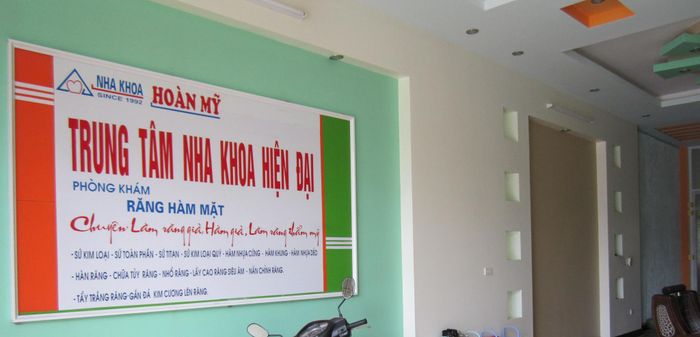 NHA KHOA
SINCE 1992
HOÀN MỸ
TRUNG TÂM NHA KHOA HIỆN ĐẠI
PHÒNG KHÁM
RĂNG HÀM MẶT
Chuyên: Làm răng giả, Hàm giả, Làm răng thẩm mỹ
- SỨ KIM LOẠI - SỨ TOÀN PHẦN - SỨ TITAN - SỨ KIM LOẠI QUÝ - HÀM NHỰA CỨNG - HÀM KHUNG - HÀM NHỰA DẺO
- HÀN RĂNG - CHỮA TỦY RĂNG - NHỔ RĂNG - LẤY CAO RĂNG SIÊU ÂM - NẮN CHỈNH RĂNG.
- TẨY TRẮNG RĂNG-GẮN ĐÁ KIM CƯƠNG LÊN RĂNG.